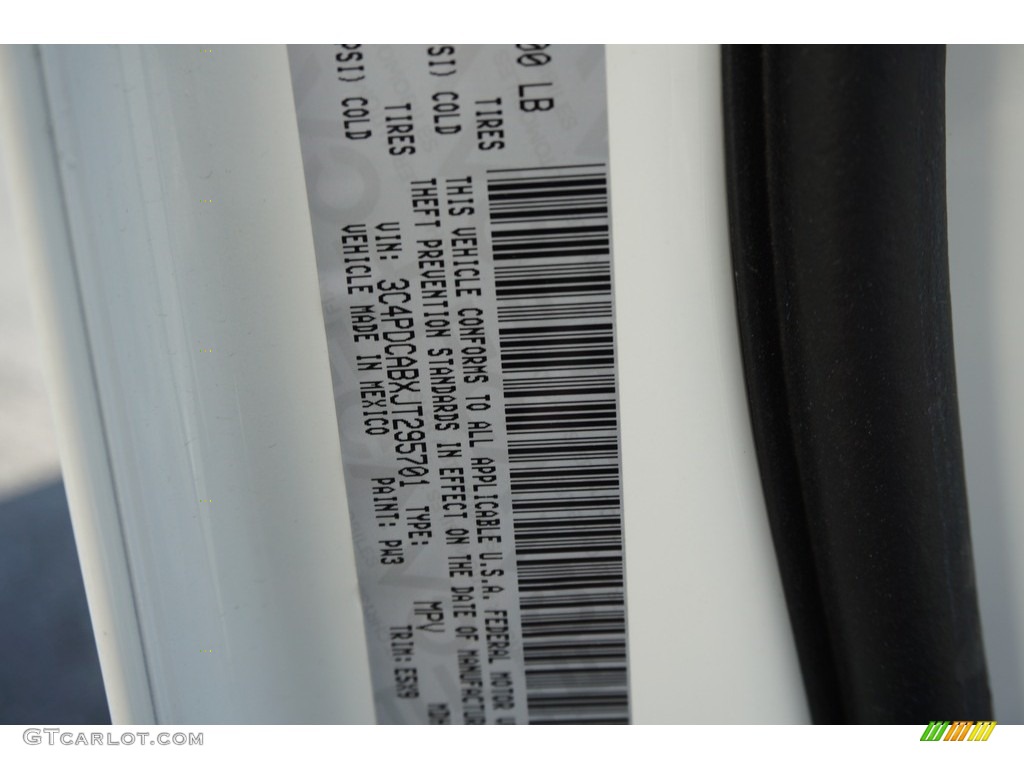 00 LB
TIRES
SI) COLD
TIRES
PSI) COLD
THIS VEHICLE CONFORMS TO ALL APPLICABLE U.S.A. FEDERAL MOTOR V
THEFT PREVENTION STANDARDS IN EFFECT ON THE DATE OF MANUFACTUR
VIN: 3C4PDCABXJT295701 TYPE: MPV
VEHICLE MADE IN MEXICO PAINT: PW3 TRIM: E5X9
GTcarlot.com